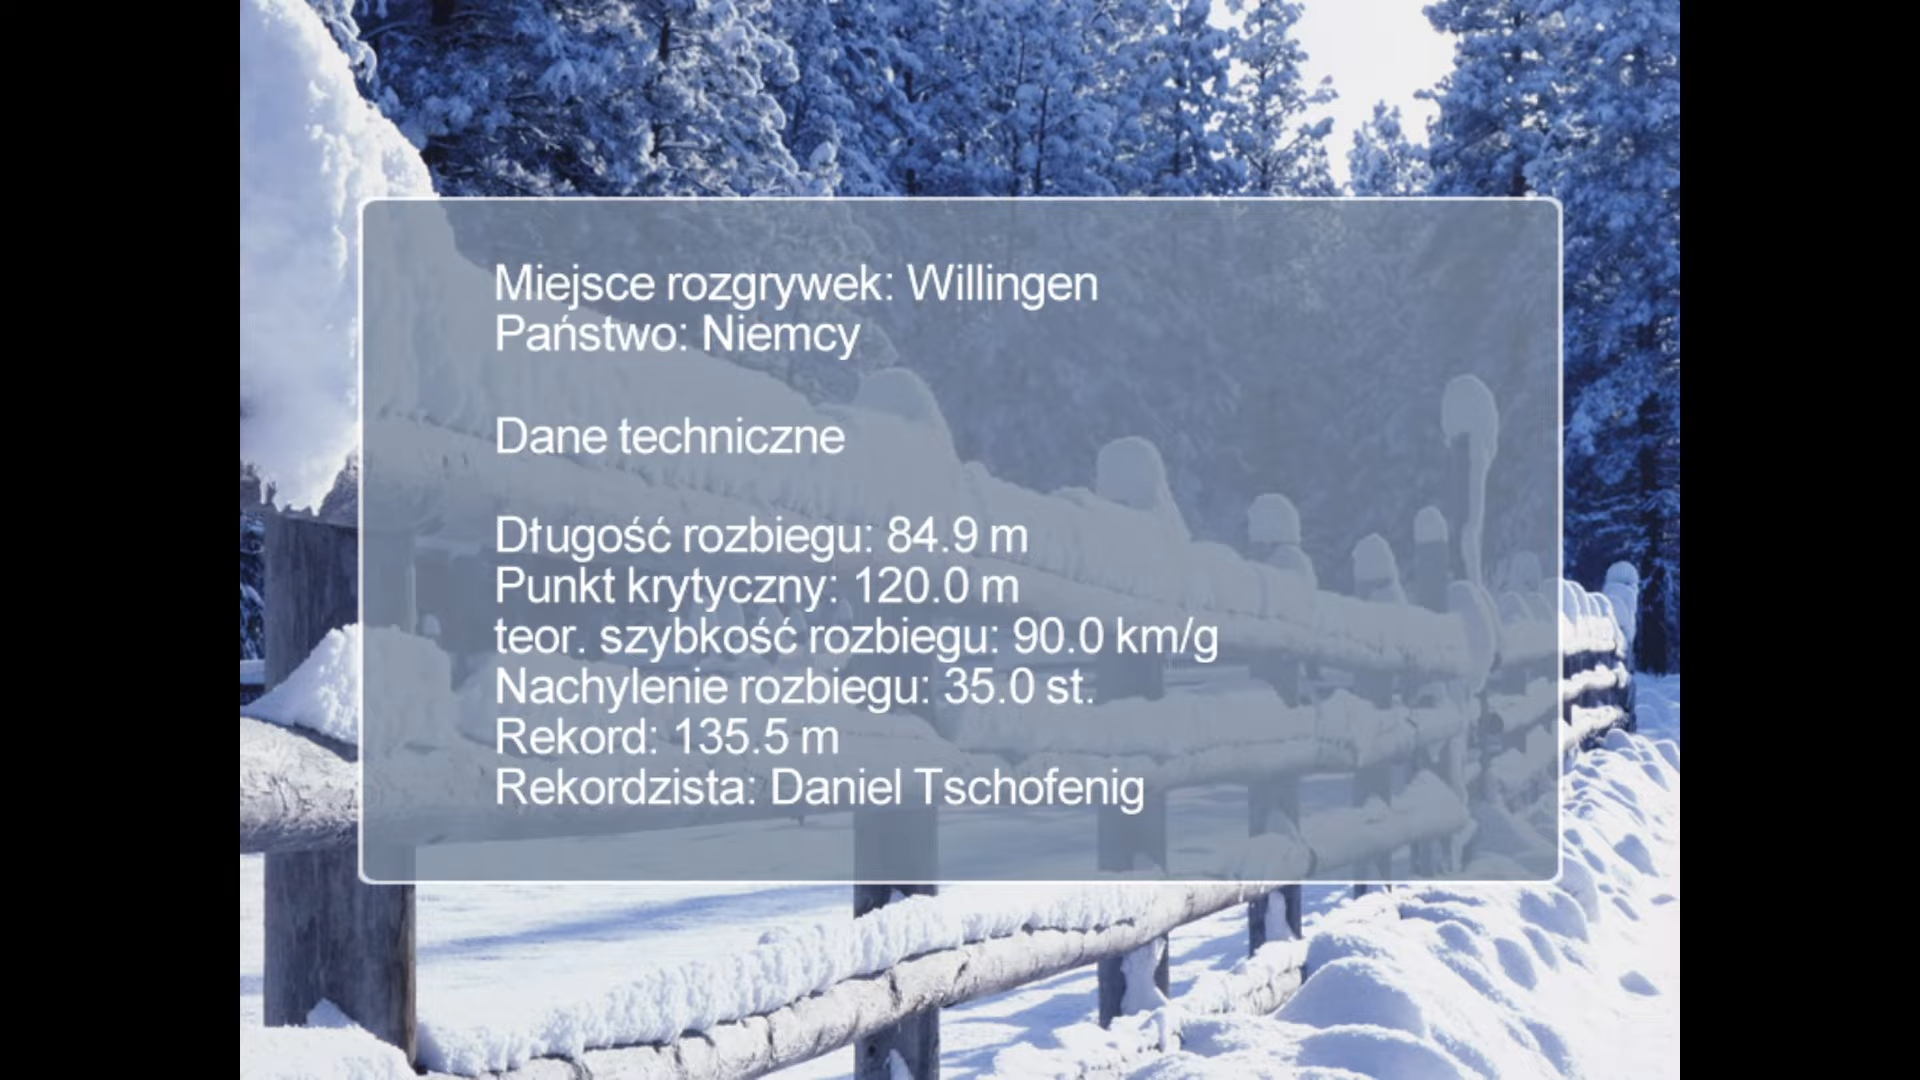 Miejsce rozgrywek: Willingen
Państwo: Niemcy
Dane techniczne
Długość rozbiegu: 84.9 m
Punkt krytyczny: 120.0 m
teor. szybkość rozbiegu: 90.0 km/g
Nachylenie rozbiegu: 35.0 st.
Rekord: 135.5 m
Rekordzista: Daniel Tschofenig